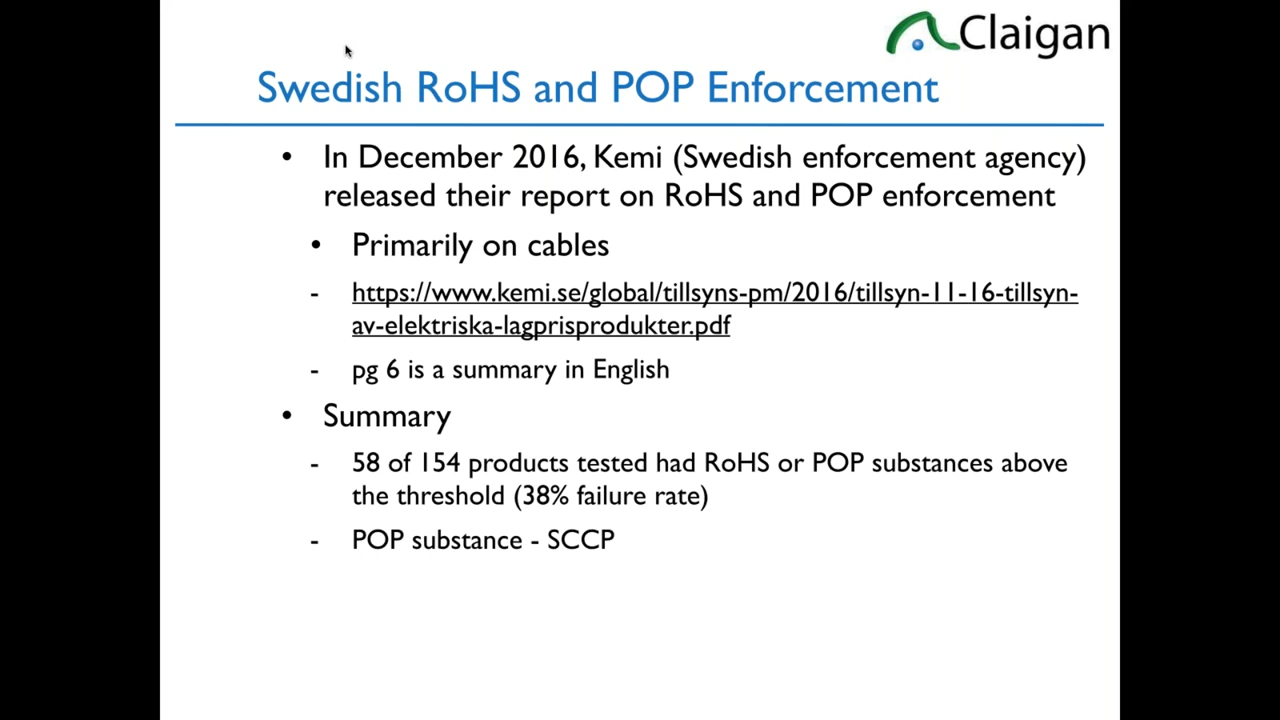 Claigan
Swedish RoHS and POP Enforcement
• In December 2016, Kemi (Swedish enforcement agency)
released their report on RoHS and POP enforcement
• Primarily on cables
- https://www.kemi.se/global/tillsyns-pm/2016/tillsyn-11-16-tillsyn-
av-elektriska-lagprisprodukter.pdf
- pg 6 is a summary in English
• Summary
- 58 of 154 products tested had RoHS or POP substances above
the threshold (38% failure rate)
- POP substance - SCCP